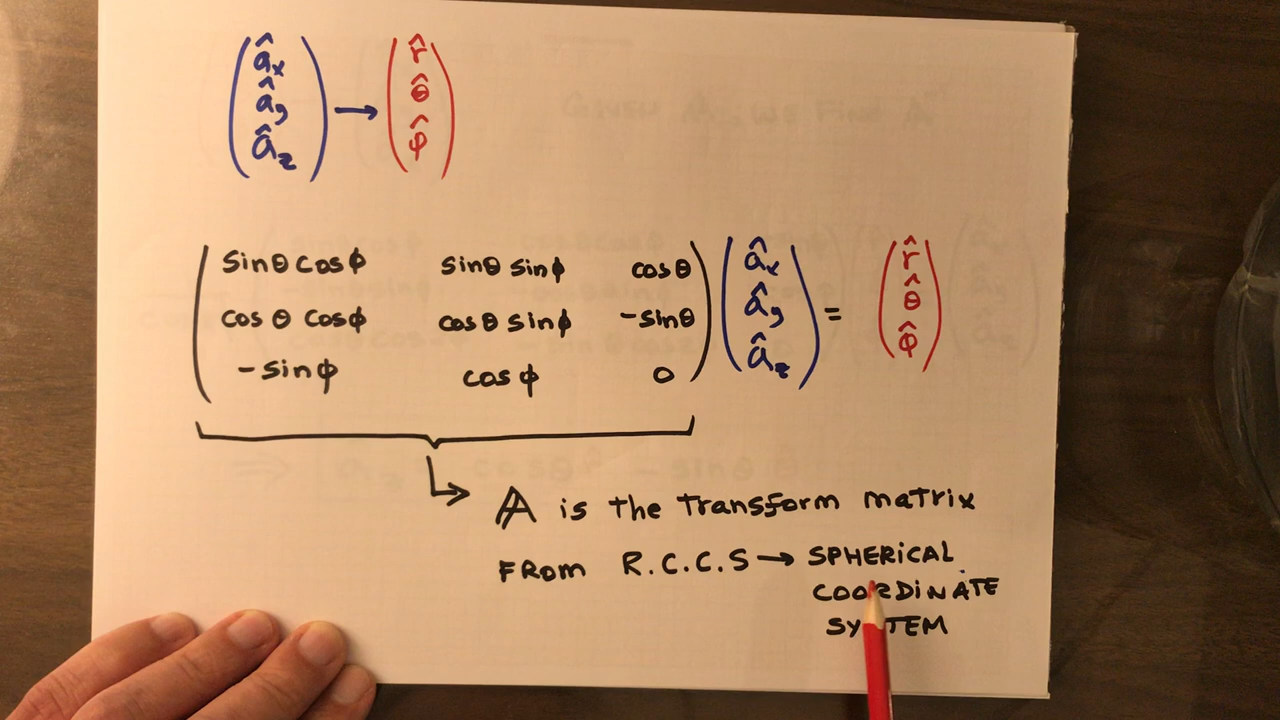 âx r̂
ây → θ̂
âz φ̂
sinθ cosϕ sinθ sinϕ cosθ âx r̂
cosθ cosϕ cosθ sinϕ -sinθ ây = θ̂
-sinϕ cosϕ 0 âz φ̂
𝔸 is the transform matrix
FROM R.C.C.S → SPHERICAL
COORDINATE
SYSTEM